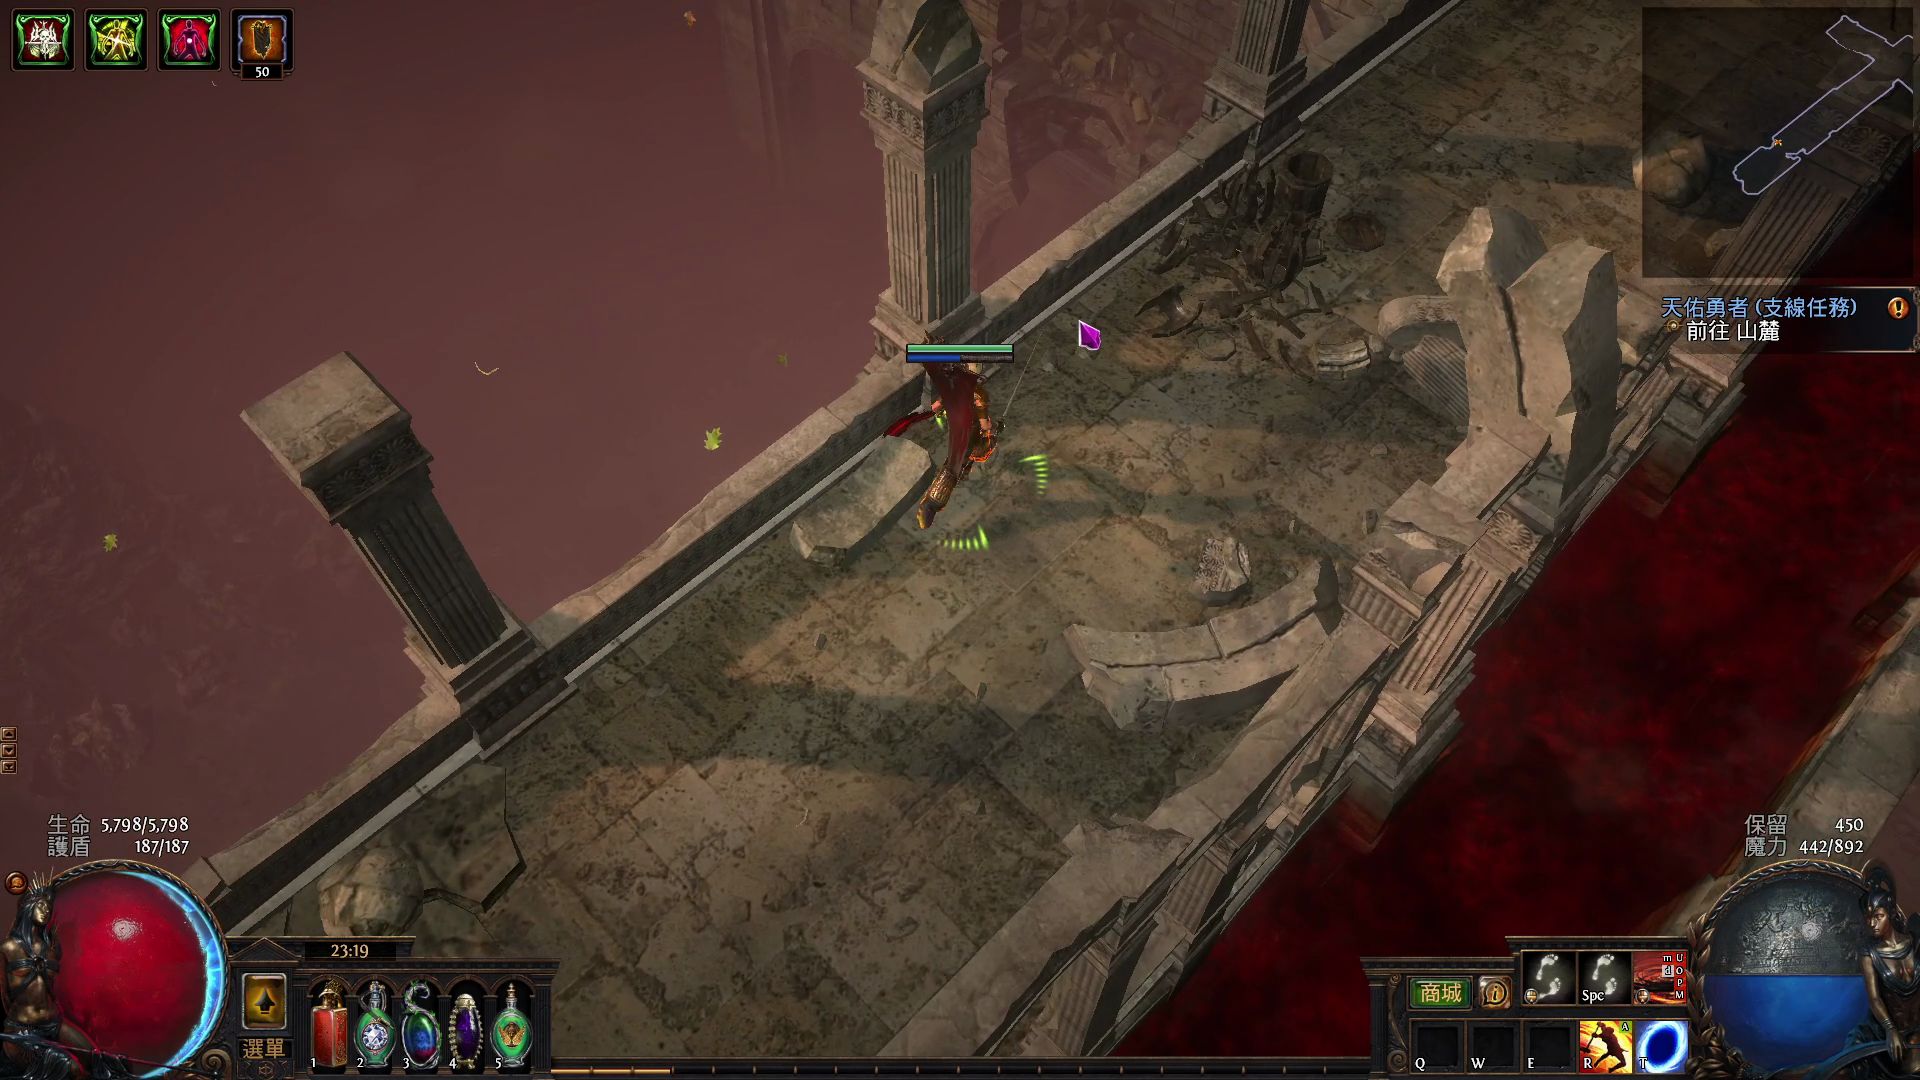 50
天佑勇者 (支線任務)
前往 山麓
生命 5,798/5,798
護盾 187/187
保留 450
魔力 442/892
23:19
選單
1 2 3 4 5
商城
Spc
Q W E R T
A